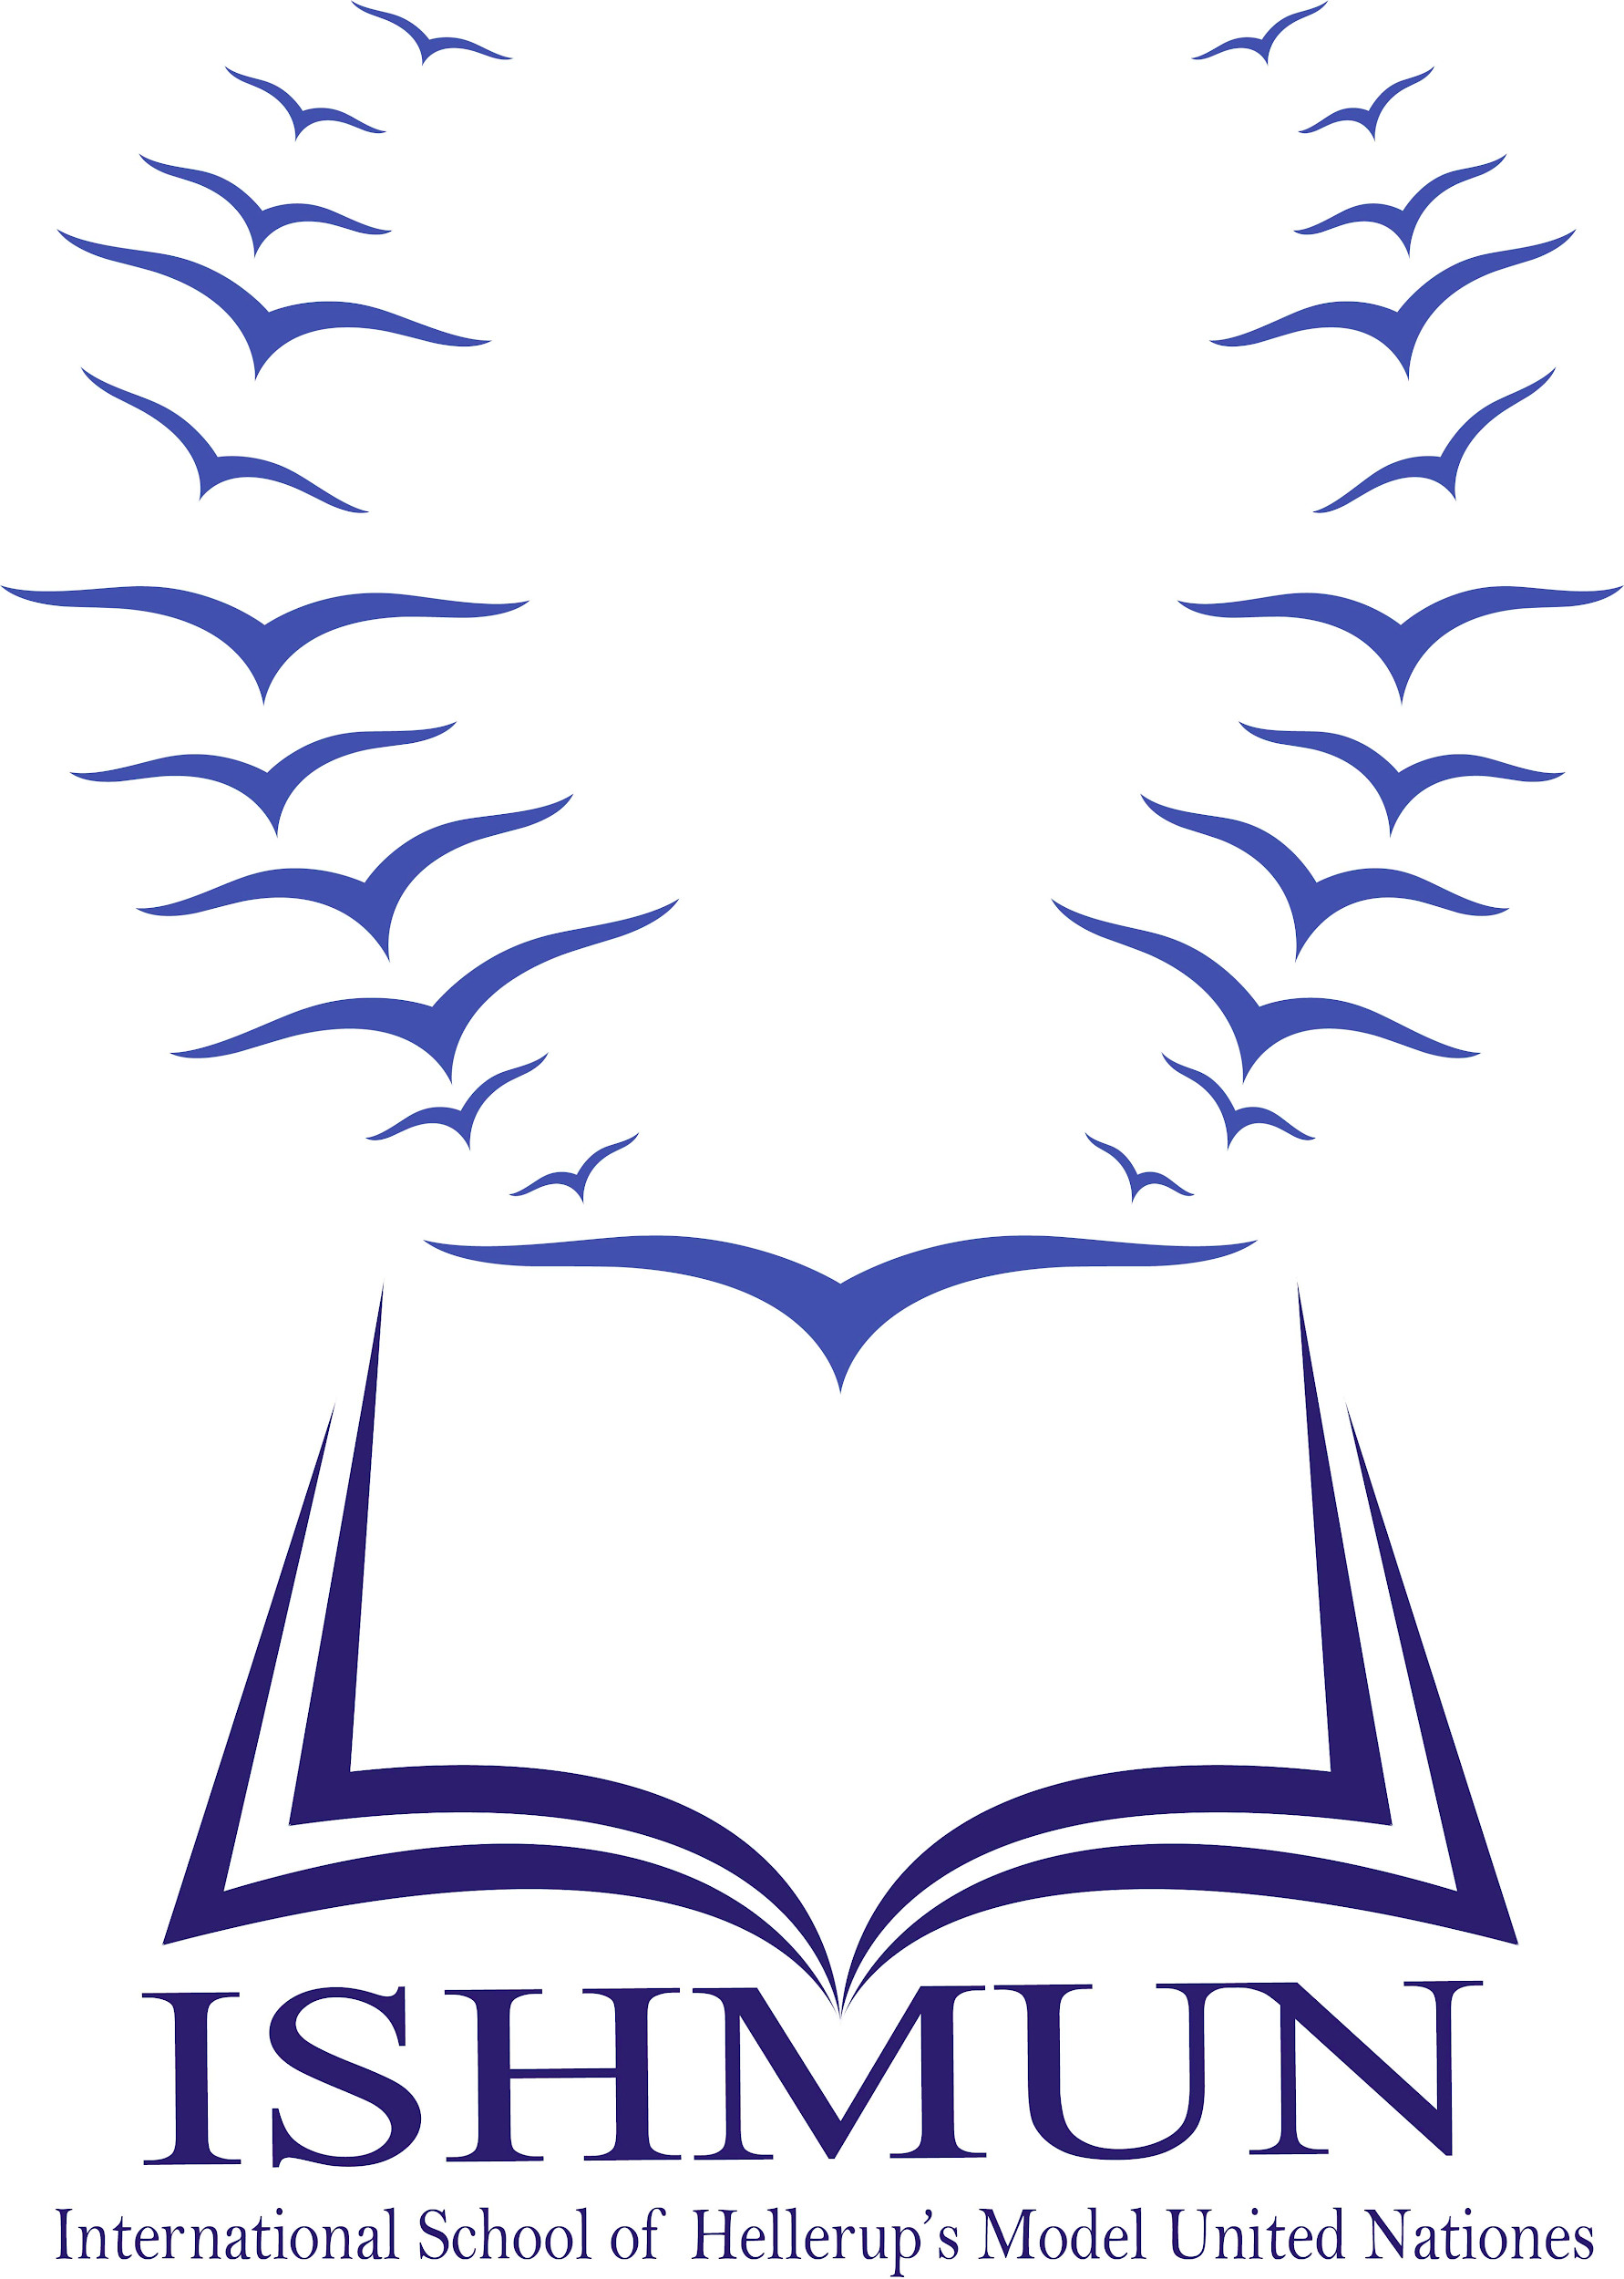 ISHMUN
International School of Hellerup's Model United Nationes